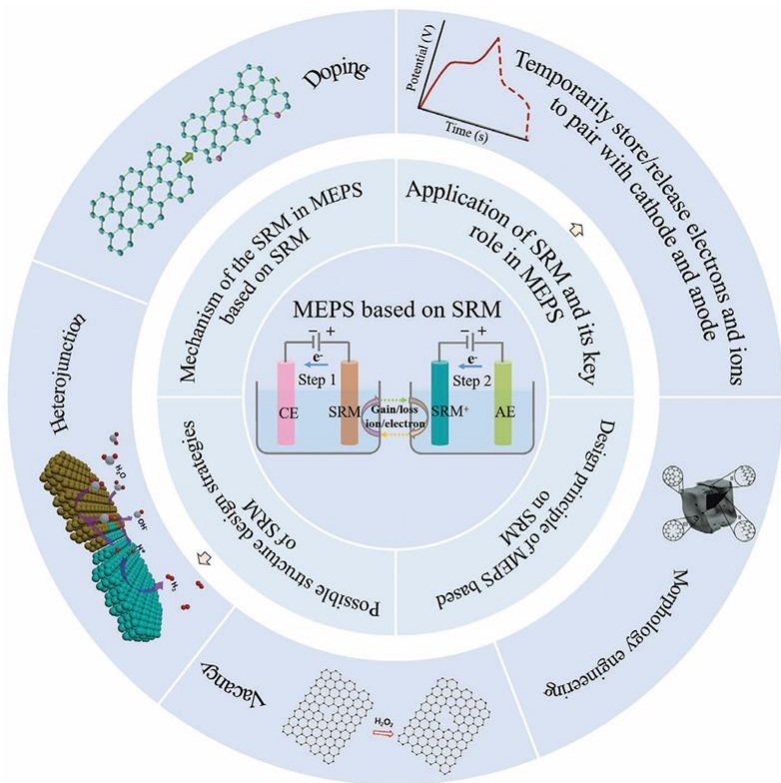 Doping
Potential (V)
Time (s)
Temporarily store/release electrons and ions
to pair with cathode and anode
Mechanism of the SRM in MEPS
based on SRM
Application of SRM and its key
role in MEPS
MEPS based on SRM
− +
e-
Step 1
CE
SRM
Gain/loss
ion/electron
− +
e-
Step 2
SRM+
AE
Heterojunction
H2O
OH-
H+
H2
Possible structure design strategies
of SRM
Design principle of MEPS based
on SRM
Morphology engineering
Vacancy
H2O2